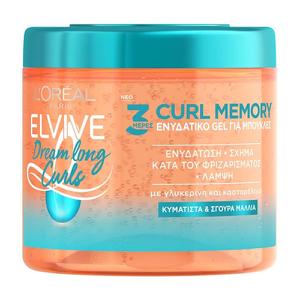 L'ORÉAL
PARIS
ELVIVE
Dream long
Curls
ΝΕΟ
3 ΜΕΡΕΣ
CURL MEMORY
ΕΝΥΔΑΤΙΚΟ GEL ΓΙΑ ΜΠΟΥΚΛΕΣ
ΕΝΥΔΑΤΩΣΗ • ΣΧΗΜΑ
ΚΑΤΑ ΤΟΥ ΦΡΙΖΑΡΙΣΜΑΤΟΣ
• ΛΑΜΨΗ
με γλυκερίνη και καστορέλαιο
ΚΥΜΑΤΙΣΤΑ & ΣΓΟΥΡΑ ΜΑΛΛΙΑ